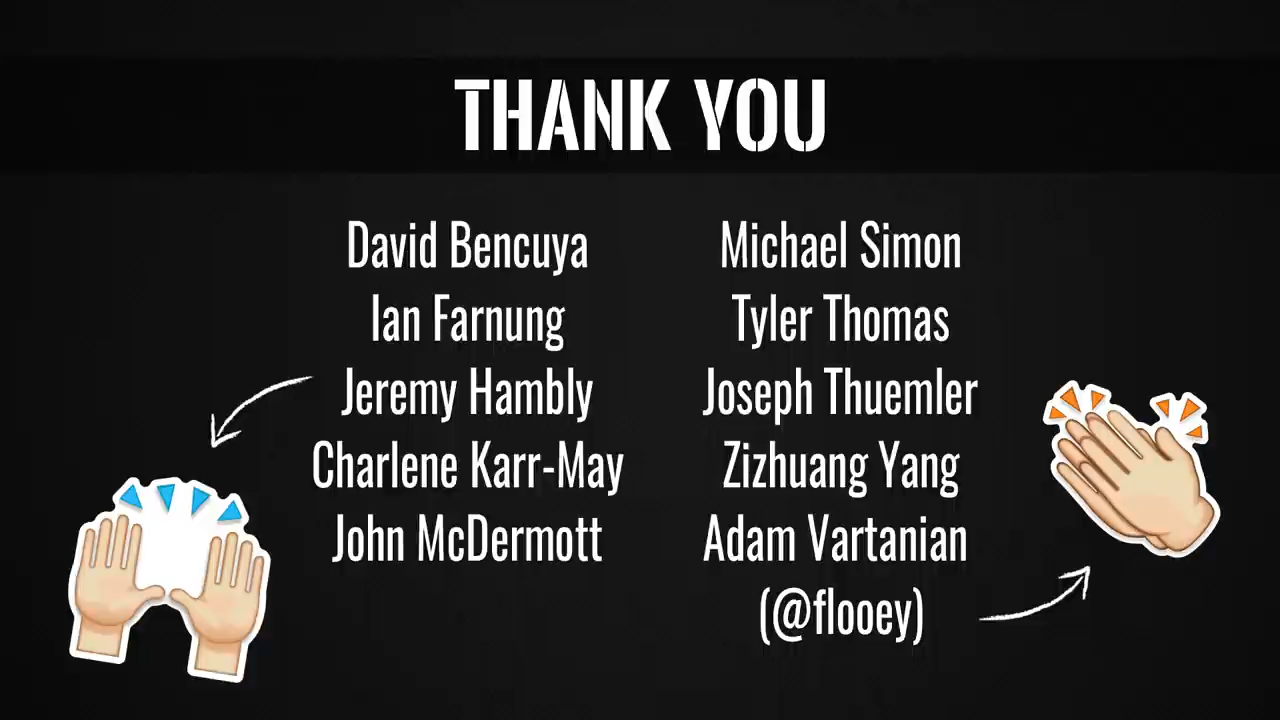 THANK YOU
David Bencuya
Ian Farnung
Jeremy Hambly
Charlene Karr-May
John McDermott
Michael Simon
Tyler Thomas
Joseph Thuemler
Zizhuang Yang
Adam Vartanian
(@flooey)